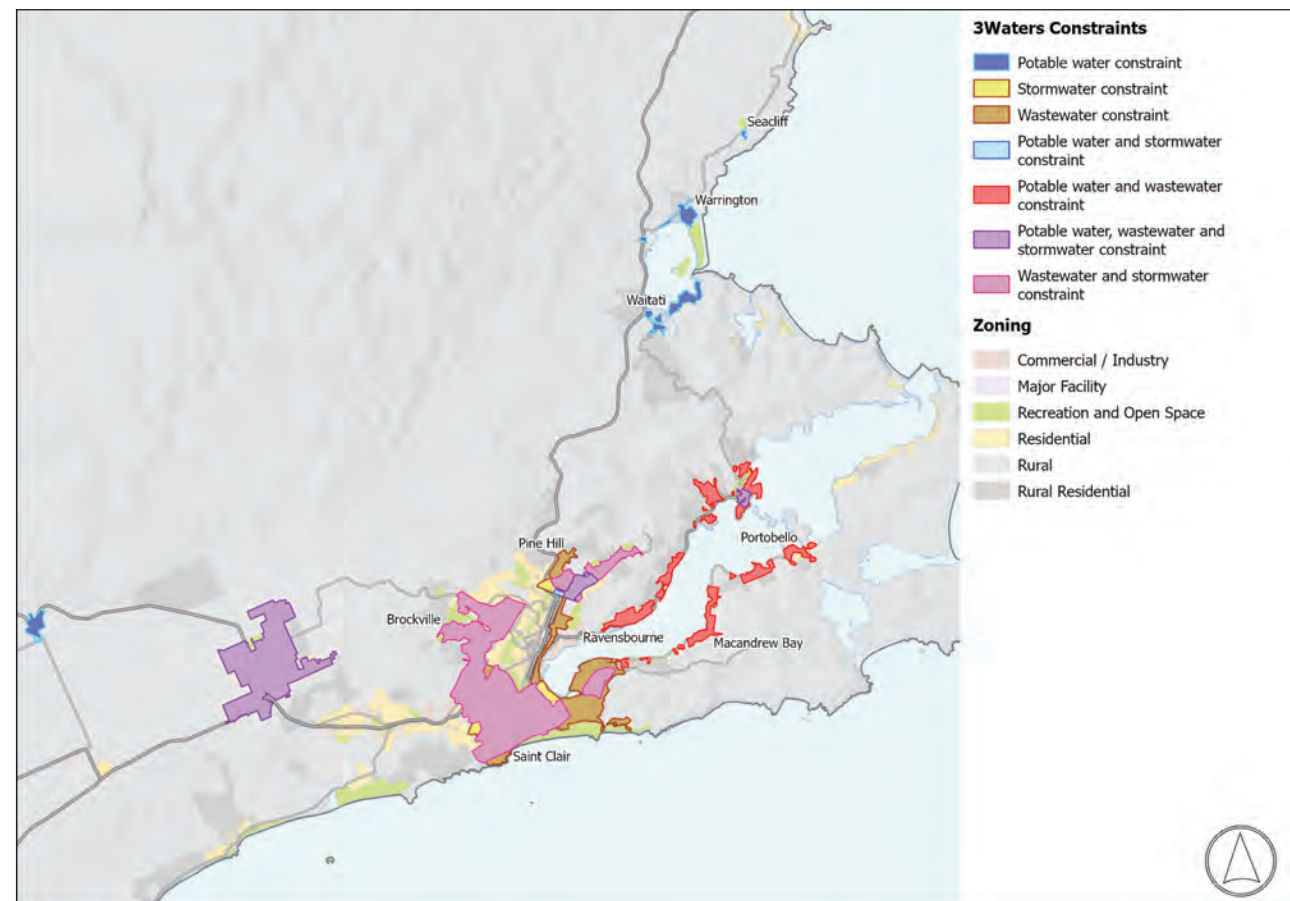 3Waters Constraints
Potable water constraint
Stormwater constraint
Wastewater constraint
Potable water and stormwater
constraint
Potable water and wastewater
constraint
Potable water, wastewater and
stormwater constraint
Wastewater and stormwater
constraint
Zoning
Commercial / Industry
Major Facility
Recreation and Open Space
Residential
Rural
Rural Residential
Seacliff
Warrington
Waitati
Pine Hill
Portobello
Brockville
Ravensbourne
Macandrew Bay
Saint Clair